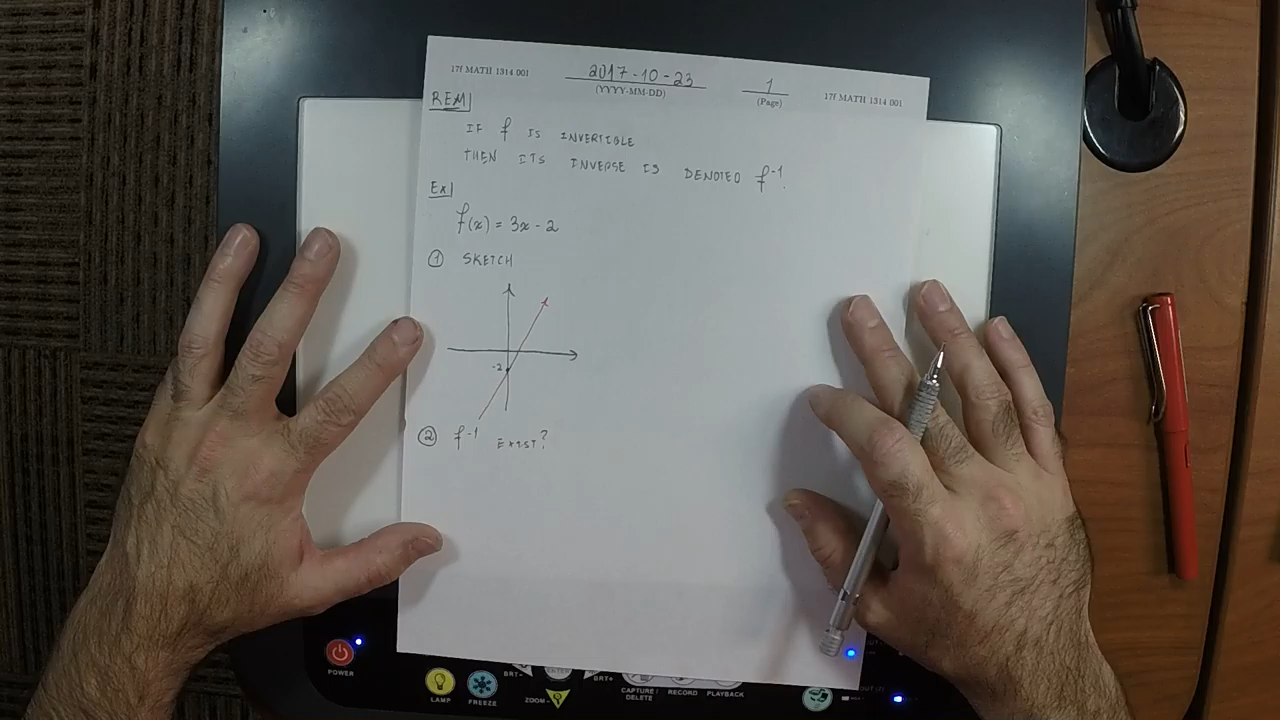 17f MATH 1314 001 2017-10-23 1 17f MATH 1314 001
(YYYY-MM-DD) (Page)
REM
IF f IS INVERTIBLE
THEN ITS INVERSE IS DENOTED f⁻¹.
Ex
f(x) = 3x - 2
① SKETCH
-2
② f⁻¹ EXIST?
POWER
LAMP
FREEZE
BRT-
ZOOM-
BRT+
CAPTURE / DELETE
RECORD
PLAYBACK